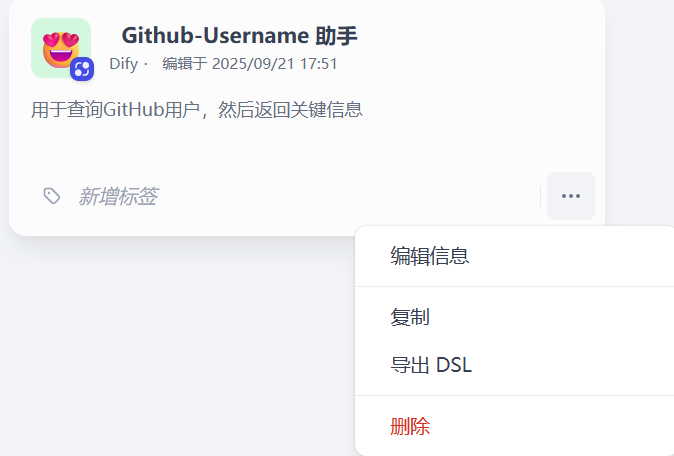 Github-Username 助手
Dify · 编辑于 2025/09/21 17:51
用于查询GitHub用户，然后返回关键信息
新增标签
编辑信息
复制
导出 DSL
删除